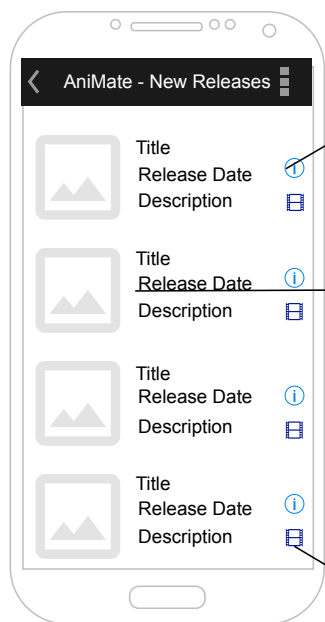 AniMate - New Releases
Title
Release Date
Description
Title
Release Date
Description
Title
Release Date
Description
Title
Release Date
Description